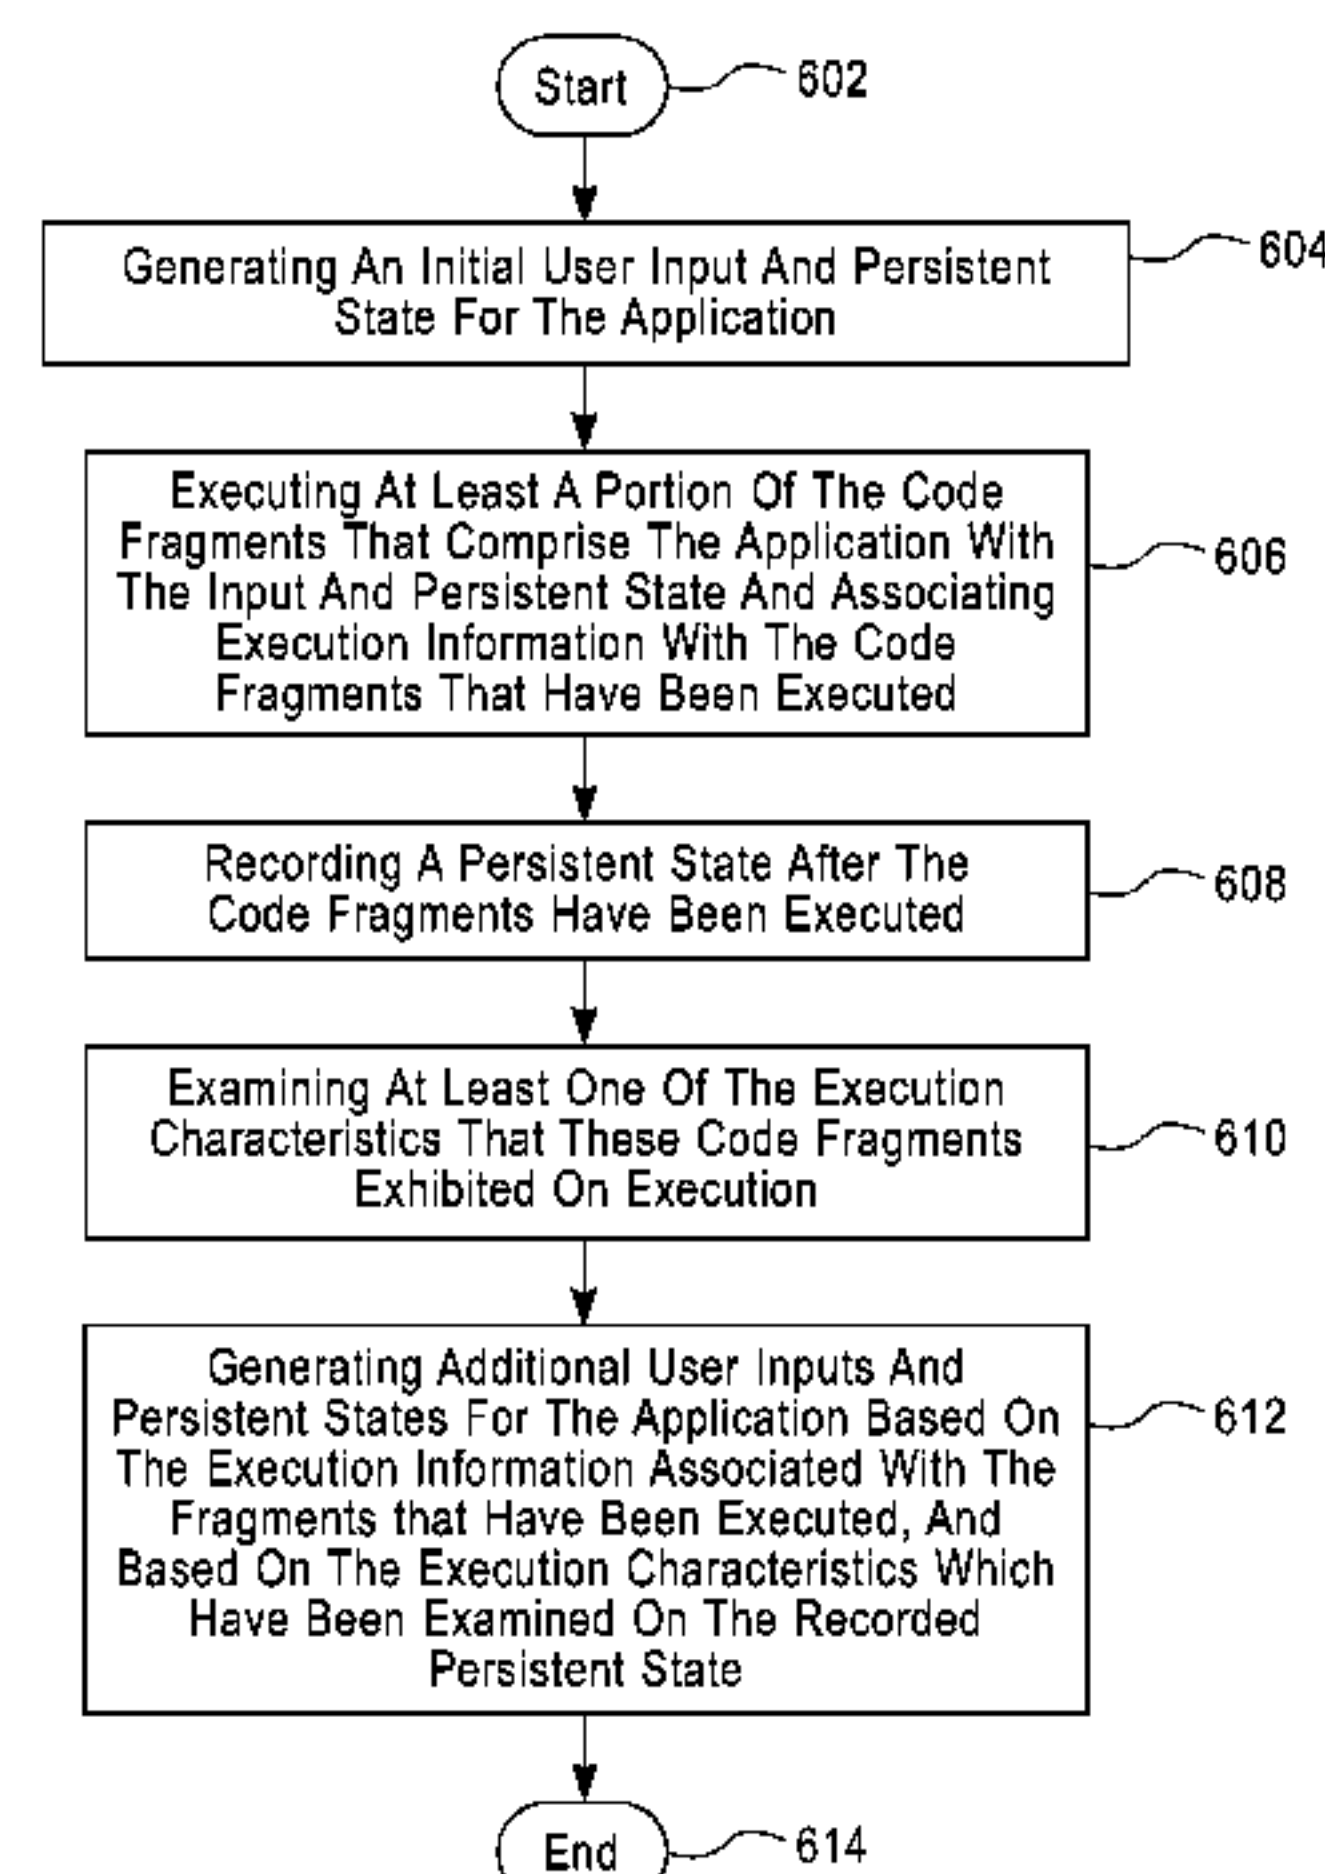 Start
602
Generating An Initial User Input And Persistent
State For The Application
604
Executing At Least A Portion Of The Code
Fragments That Comprise The Application With
The Input And Persistent State And Associating
Execution Information With The Code
Fragments That Have Been Executed
606
Recording A Persistent State After The
Code Fragments Have Been Executed
608
Examining At Least One Of The Execution
Characteristics That These Code Fragments
Exhibited On Execution
610
Generating Additional User Inputs And
Persistent States For The Application Based On
The Execution Information Associated With The
Fragments that Have Been Executed, And
Based On The Execution Characteristics Which
Have Been Examined On The Recorded
Persistent State
612
End
614